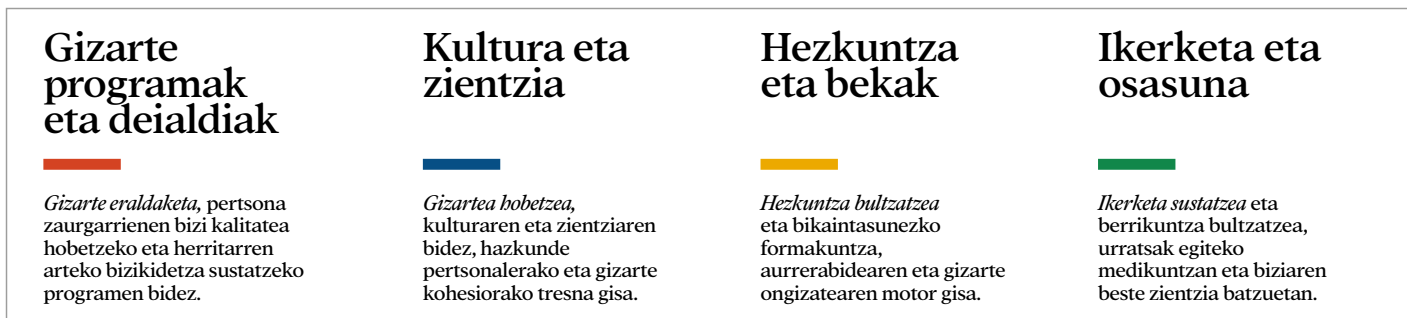 Gizarte
programak
eta deialdiak
Gizarte eraldaketa, pertsona
zaurgarrienen bizi kalitatea
hobetzeko eta herritarren
arteko bizikidetza sustatzeko
programen bidez.
Kultura eta
zientzia
Gizartea hobetzea,
kulturaren eta zientziaren
bidez, hazkunde
pertsonalerako eta gizarte
kohesiorako tresna gisa.
Hezkuntza
eta bekak
Hezkuntza bultzatzea
eta bikaintasunezko
formakuntza,
aurrerabidearen eta gizarte
ongizatearen motor gisa.
Ikerketa eta
osasuna
Ikerketa sustatzea eta
berrikuntza bultzatzea,
urratsak egiteko
medikuntzan eta biziaren
beste zientzia batzuetan.